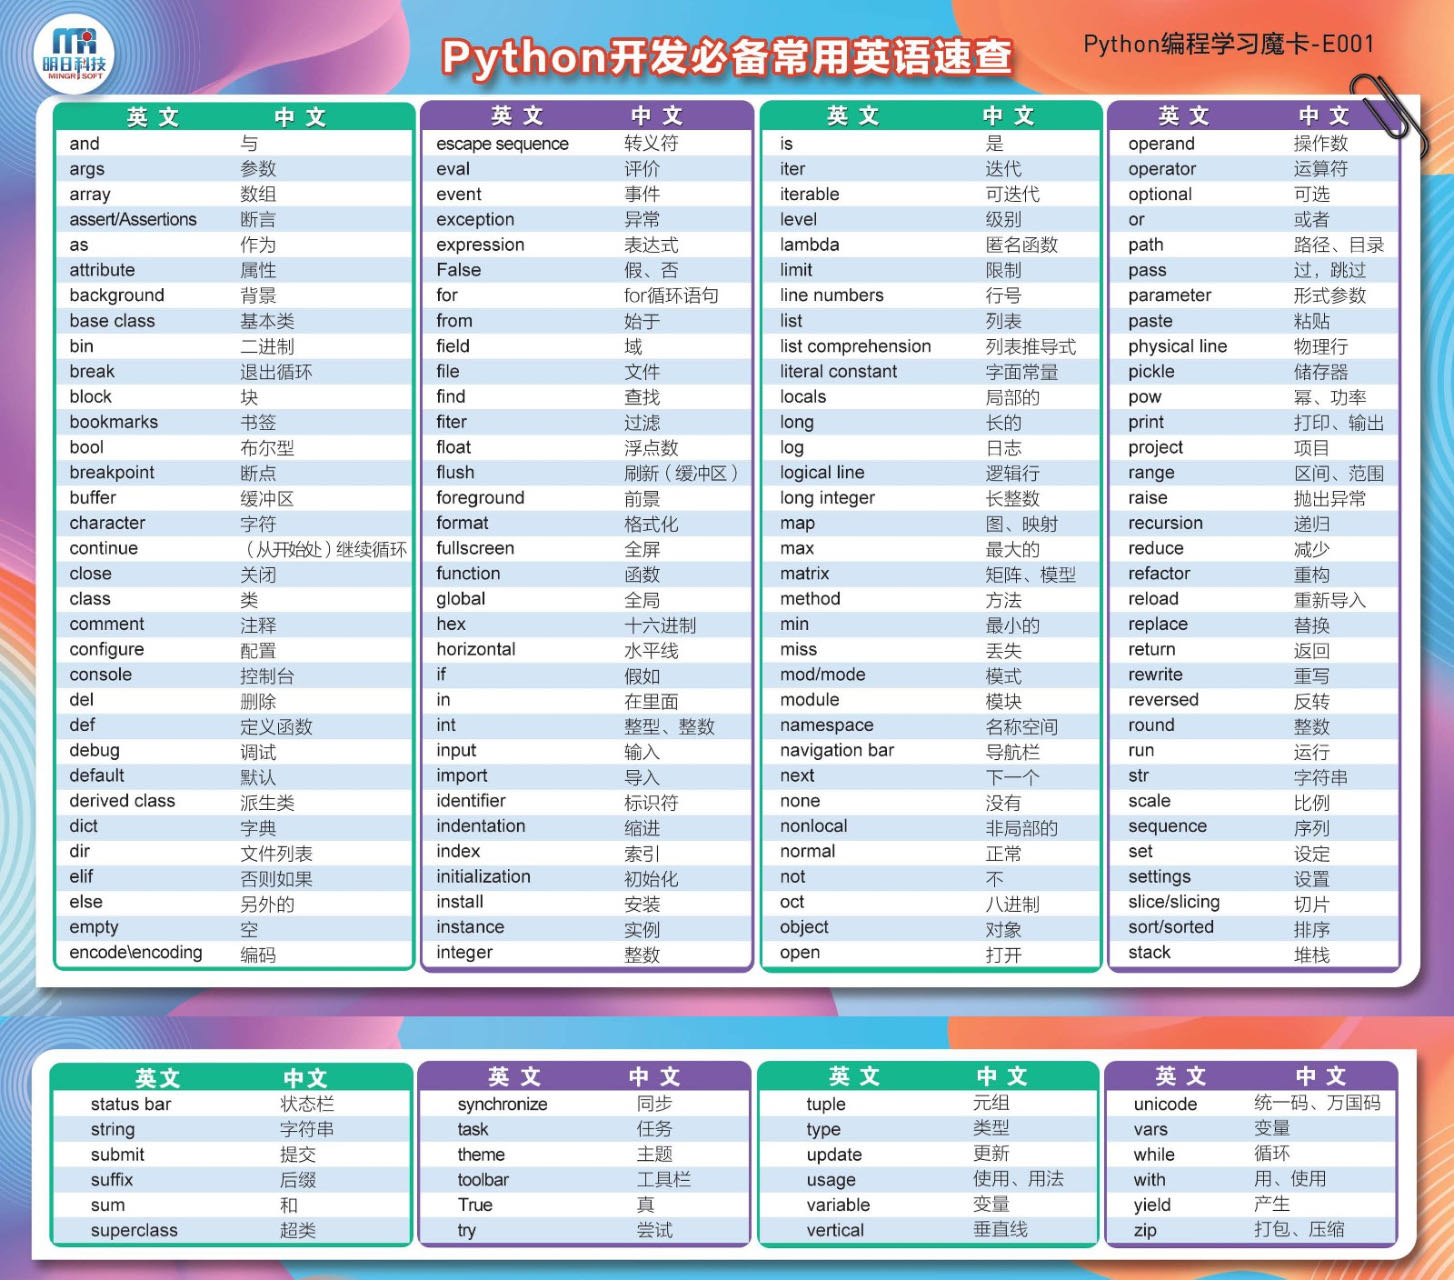 明日科技
MINGRISOFT
Python开发必备常用英语速查
Python编程学习魔卡-E001
英文 中文
and 与
args 参数
array 数组
assert/Assertions 断言
as 作为
attribute 属性
background 背景
base class 基本类
bin 二进制
break 退出循环
block 块
bookmarks 书签
bool 布尔型
breakpoint 断点
buffer 缓冲区
character 字符
continue （从开始处）继续循环
close 关闭
class 类
comment 注释
configure 配置
console 控制台
del 删除
def 定义函数
debug 调试
default 默认
derived class 派生类
dict 字典
dir 文件列表
elif 否则如果
else 另外的
empty 空
encode\encoding 编码
英文 中文
escape sequence 转义符
eval 评价
event 事件
exception 异常
expression 表达式
False 假、否
for for循环语句
from 始于
field 域
file 文件
find 查找
fiter 过滤
float 浮点数
flush 刷新（缓冲区）
foreground 前景
format 格式化
fullscreen 全屏
function 函数
global 全局
hex 十六进制
horizontal 水平线
if 假如
in 在里面
int 整型、整数
input 输入
import 导入
identifier 标识符
indentation 缩进
index 索引
initialization 初始化
install 安装
instance 实例
integer 整数
英文 中文
is 是
iter 迭代
iterable 可迭代
level 级别
lambda 匿名函数
limit 限制
line numbers 行号
list 列表
list comprehension 列表推导式
literal constant 字面常量
locals 局部的
long 长的
log 日志
logical line 逻辑行
long integer 长整数
map 图、映射
max 最大的
matrix 矩阵、模型
method 方法
min 最小的
miss 丢失
mod/mode 模式
module 模块
namespace 名称空间
navigation bar 导航栏
next 下一个
none 没有
nonlocal 非局部的
normal 正常
not 不
oct 八进制
object 对象
open 打开
英文 中文
operand 操作数
operator 运算符
optional 可选
or 或者
path 路径、目录
pass 过，跳过
parameter 形式参数
paste 粘贴
physical line 物理行
pickle 储存器
pow 幂、功率
print 打印、输出
project 项目
range 区间、范围
raise 抛出异常
recursion 递归
reduce 减少
refactor 重构
reload 重新导入
replace 替换
return 返回
rewrite 重写
reversed 反转
round 整数
run 运行
str 字符串
scale 比例
sequence 序列
set 设定
settings 设置
slice/slicing 切片
sort/sorted 排序
stack 堆栈
英文 中文
status bar 状态栏
string 字符串
submit 提交
suffix 后缀
sum 和
superclass 超类
英文 中文
synchronize 同步
task 任务
theme 主题
toolbar 工具栏
True 真
try 尝试
英文 中文
tuple 元组
type 类型
update 更新
usage 使用、用法
variable 变量
vertical 垂直线
英文 中文
unicode 统一码、万国码
vars 变量
while 循环
with 用、使用
yield 产生
zip 打包、压缩